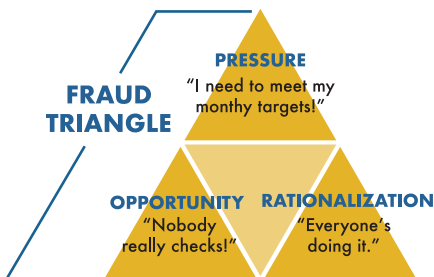 FRAUD
TRIANGLE
PRESSURE
“I need to meet my
monthy targets!”
OPPORTUNITY
“Nobody
really checks!”
RATIONALIZATION
“Everyone’s
doing it.”